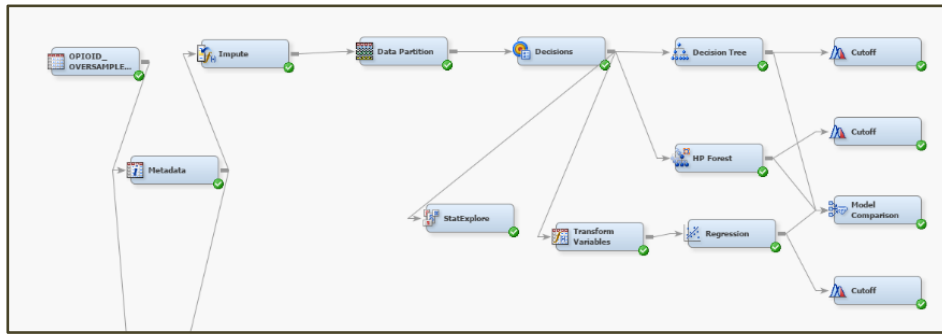 OPIOID_
OVERSAMPLE...
Impute
Data Partition
Decisions
Decision Tree
Cutoff
Metadata
HP Forest
Cutoff
StatExplore
Transform
Variables
Regression
Model
Comparison
Cutoff